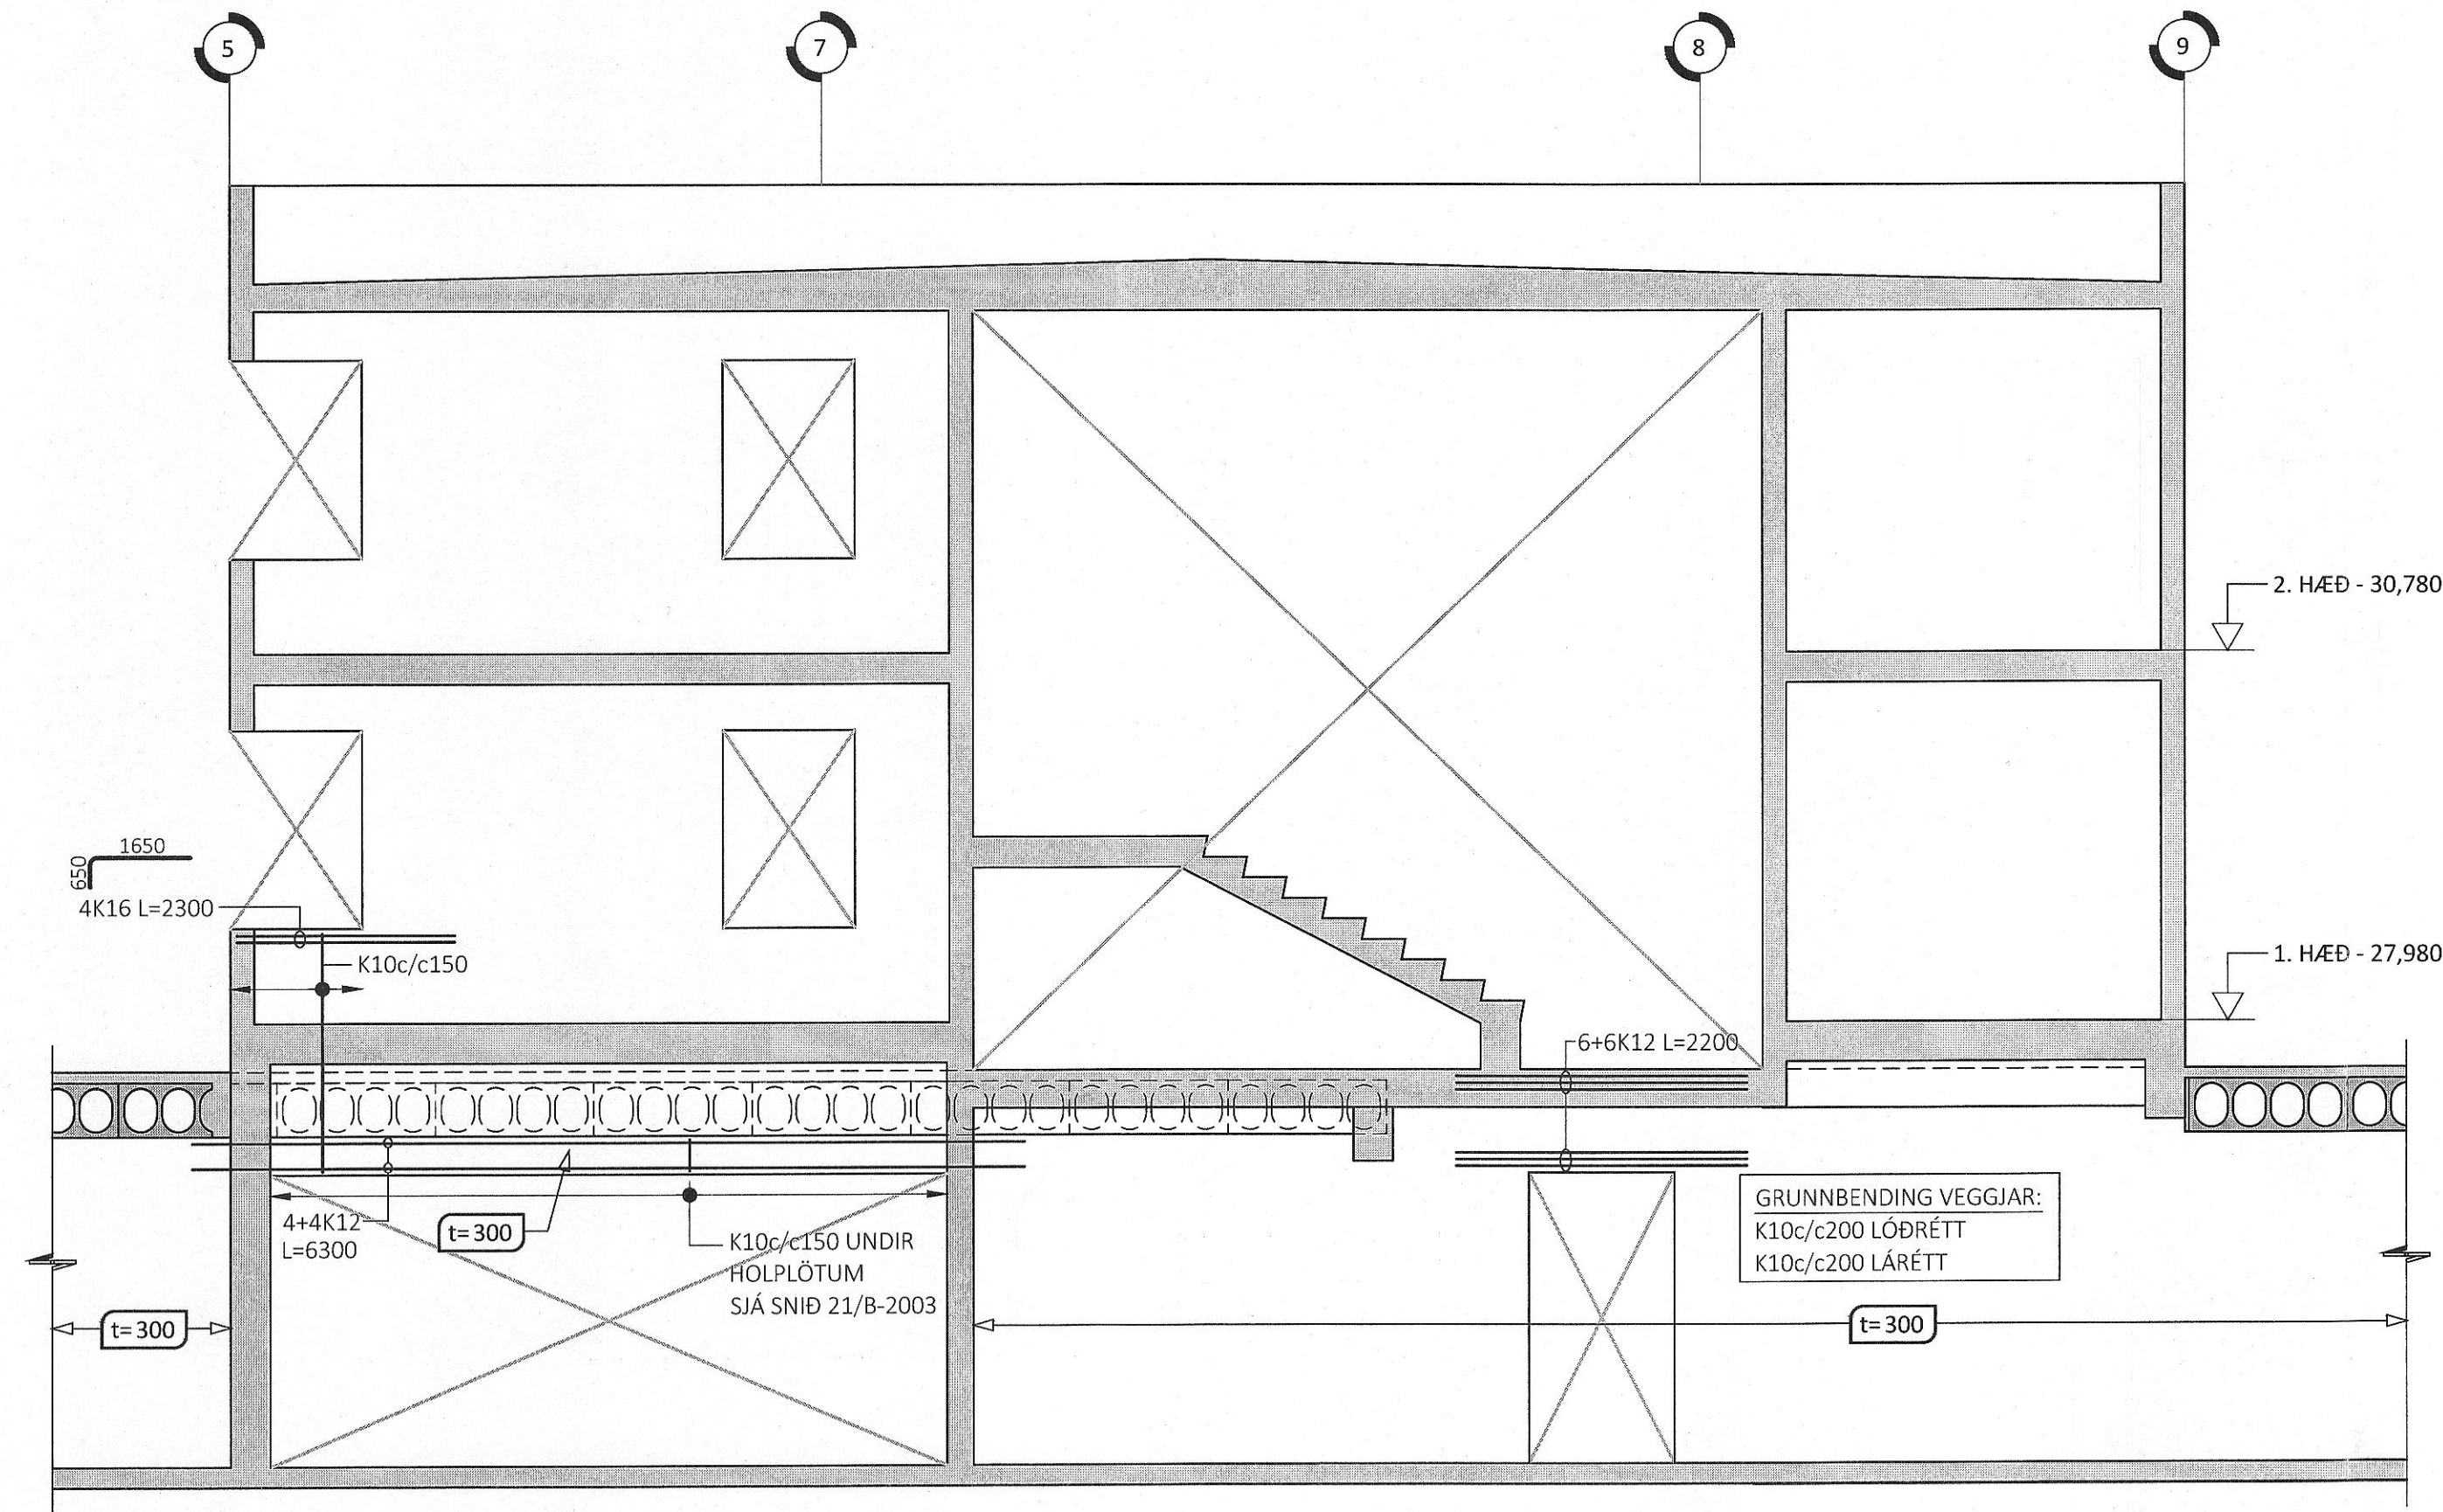 5
7
8
9
2. HÆÐ - 30,780
1650
650
4K16 L=2300
K10c/c150
1. HÆÐ - 27,980
6+6K12 L=2200
4+4K12
L=6300
t=300
K10c/c150 UNDIR
HOLPLÖTUM
SJÁ SNIÐ 21/B-2003
GRUNNBENDING VEGGJAR:
K10c/c200 LÓÐRÉTT
K10c/c200 LÁRÉTT
t=300
t=300